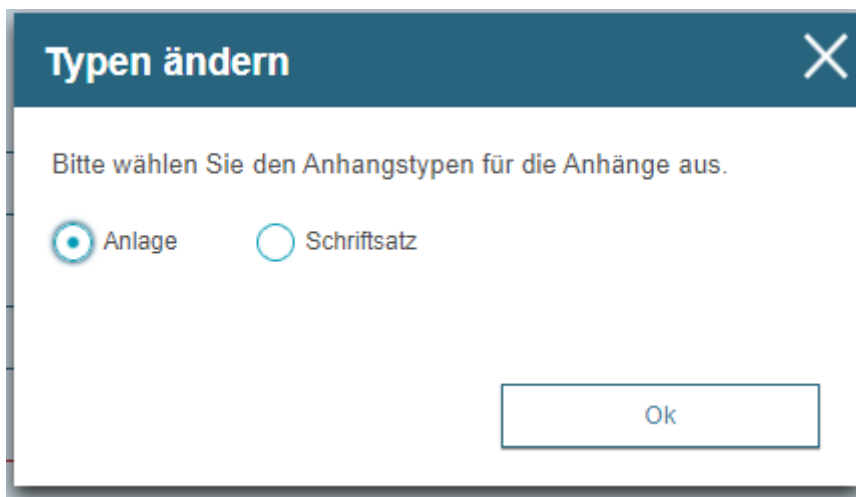 Typen ändern
Bitte wählen Sie den Anhangstypen für die Anhänge aus.
Anlage Schriftsatz
Ok